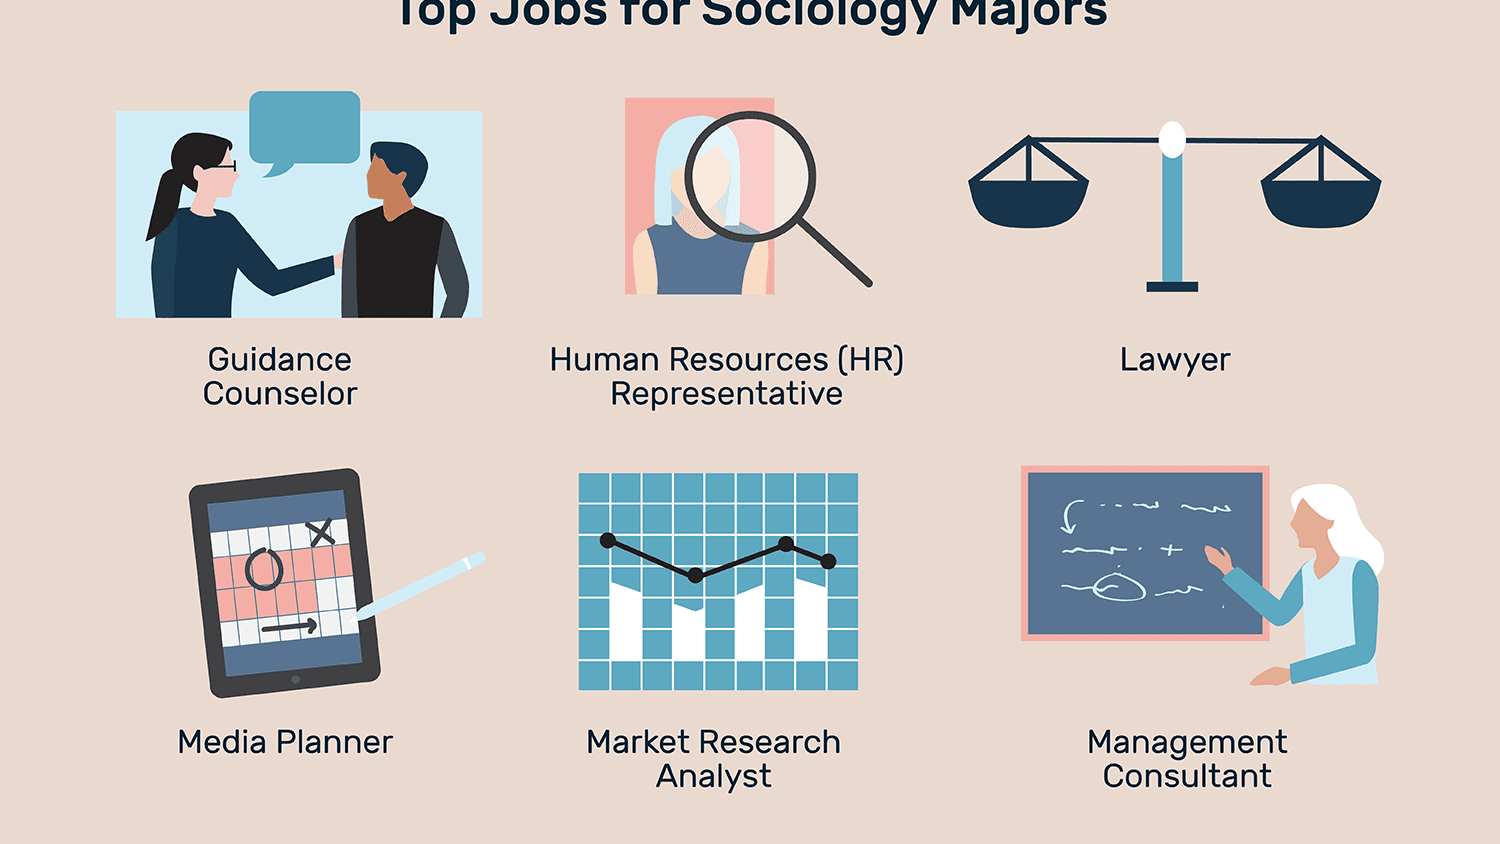 Top Jobs for Sociology Majors
Guidance
Counselor
Human Resources (HR)
Representative
Lawyer
Media Planner
Market Research
Analyst
Management
Consultant